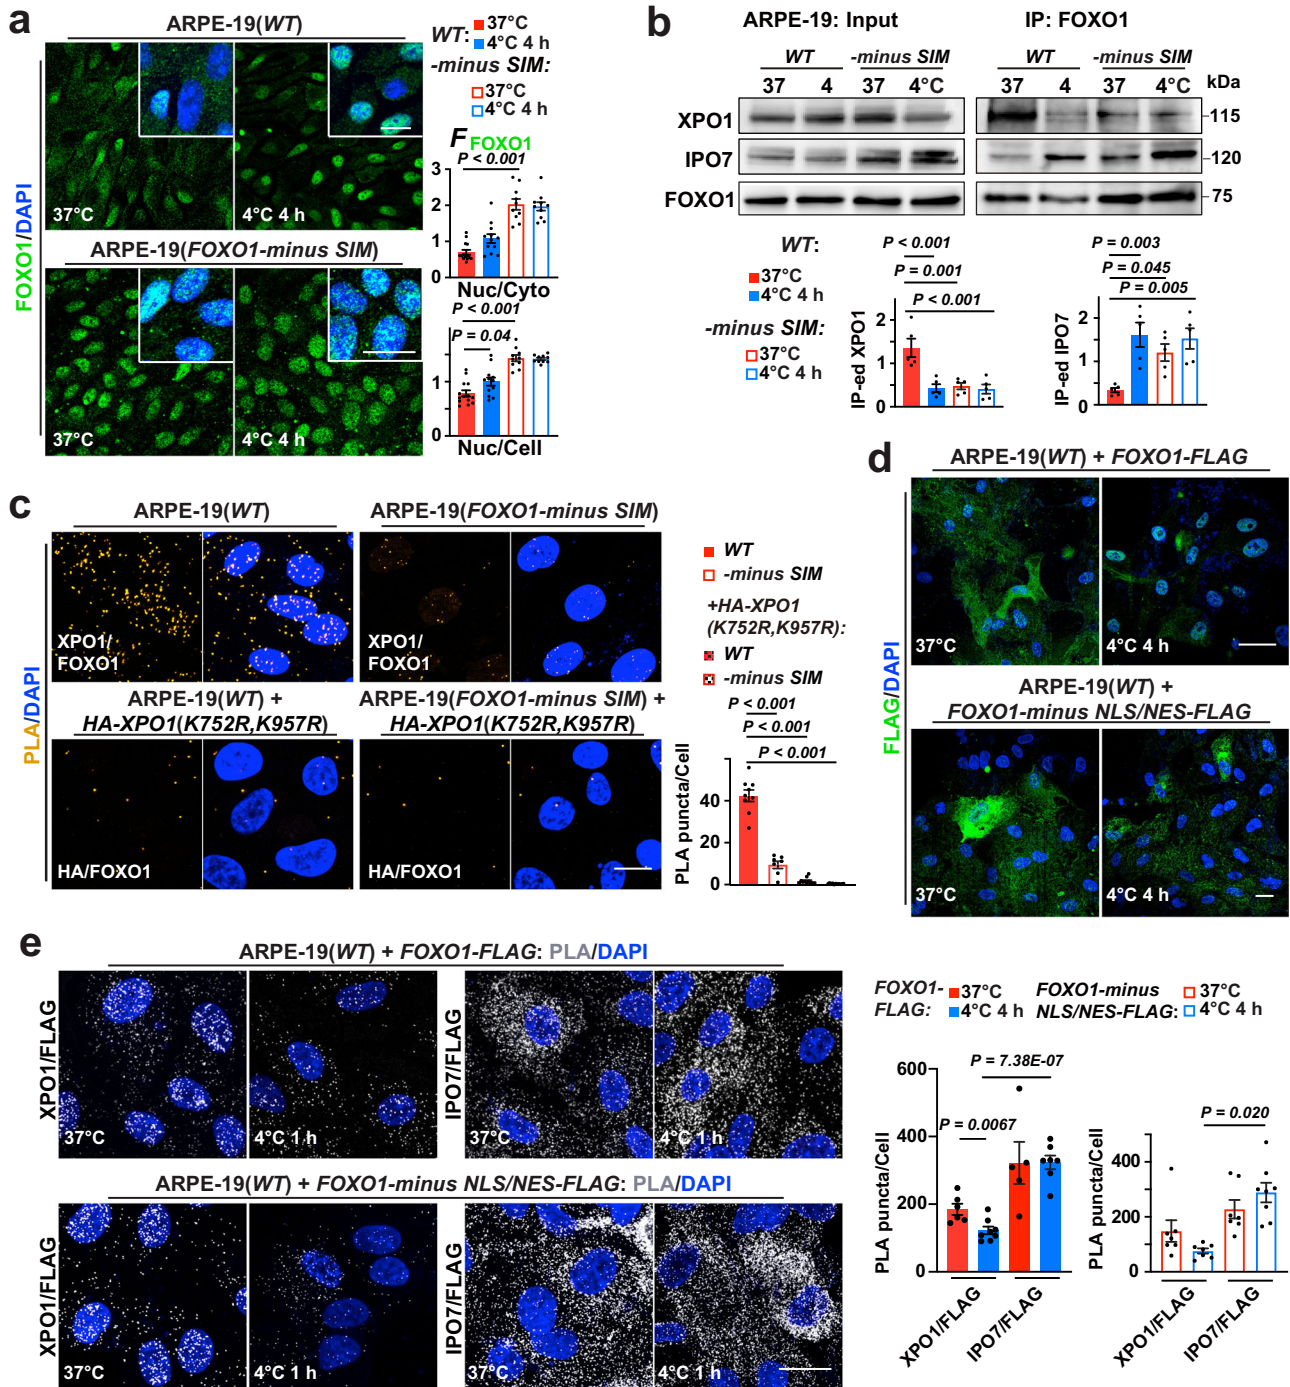 a
ARPE-19(WT)
FOXO1/DAPI
37°C
4°C 4 h
ARPE-19(FOXO1-minus SIM)
37°C
4°C 4 h
WT: 37°C
4°C 4 h
-minus SIM:
37°C
4°C 4 h
F FOXO1
P < 0.001
3
2
1
0
Nuc/Cyto
P < 0.001
P = 0.04
1
0
Nuc/Cell
b
ARPE-19: Input
IP: FOXO1
WT
-minus SIM
WT
-minus SIM
37 4 37 4°C
37 4 37 4°C
kDa
XPO1
115
IPO7
120
FOXO1
75
WT:
37°C
4°C 4 h
-minus SIM:
37°C
4°C 4 h
P < 0.001
P = 0.001
P < 0.001
IP-ed XPO1
2
1
0
P = 0.003
P = 0.045
P = 0.005
IP-ed IPO7
2
1
0
c
ARPE-19(WT)
ARPE-19(FOXO1-minus SIM)
PLA/DAPI
XPO1/
FOXO1
XPO1/
FOXO1
ARPE-19(WT) +
HA-XPO1(K752R,K957R)
ARPE-19(FOXO1-minus SIM) +
HA-XPO1(K752R,K957R)
HA/FOXO1
HA/FOXO1
WT
-minus SIM
+HA-XPO1
(K752R,K957R):
WT
-minus SIM
P < 0.001
P < 0.001
P < 0.001
PLA puncta/Cell
40
20
0
d
ARPE-19(WT) + FOXO1-FLAG
FLAG/DAPI
37°C
4°C 4 h
ARPE-19(WT) +
FOXO1-minus NLS/NES-FLAG
37°C
4°C 4 h
e
ARPE-19(WT) + FOXO1-FLAG: PLA/DAPI
XPO1/FLAG
37°C
4°C 1 h
IPO7/FLAG
37°C
4°C 1 h
ARPE-19(WT) + FOXO1-minus NLS/NES-FLAG: PLA/DAPI
XPO1/FLAG
37°C
4°C 1 h
IPO7/FLAG
37°C
4°C 1 h
FOXO1-
FLAG:
37°C
4°C 4 h
FOXO1-minus
NLS/NES-FLAG:
37°C
4°C 4 h
P = 7.38E-07
P = 0.0067
PLA puncta/Cell
600
400
200
0
XPO1/FLAG
IPO7/FLAG
P = 0.020
PLA puncta/Cell
400
200
0
XPO1/FLAG
IPO7/FLAG